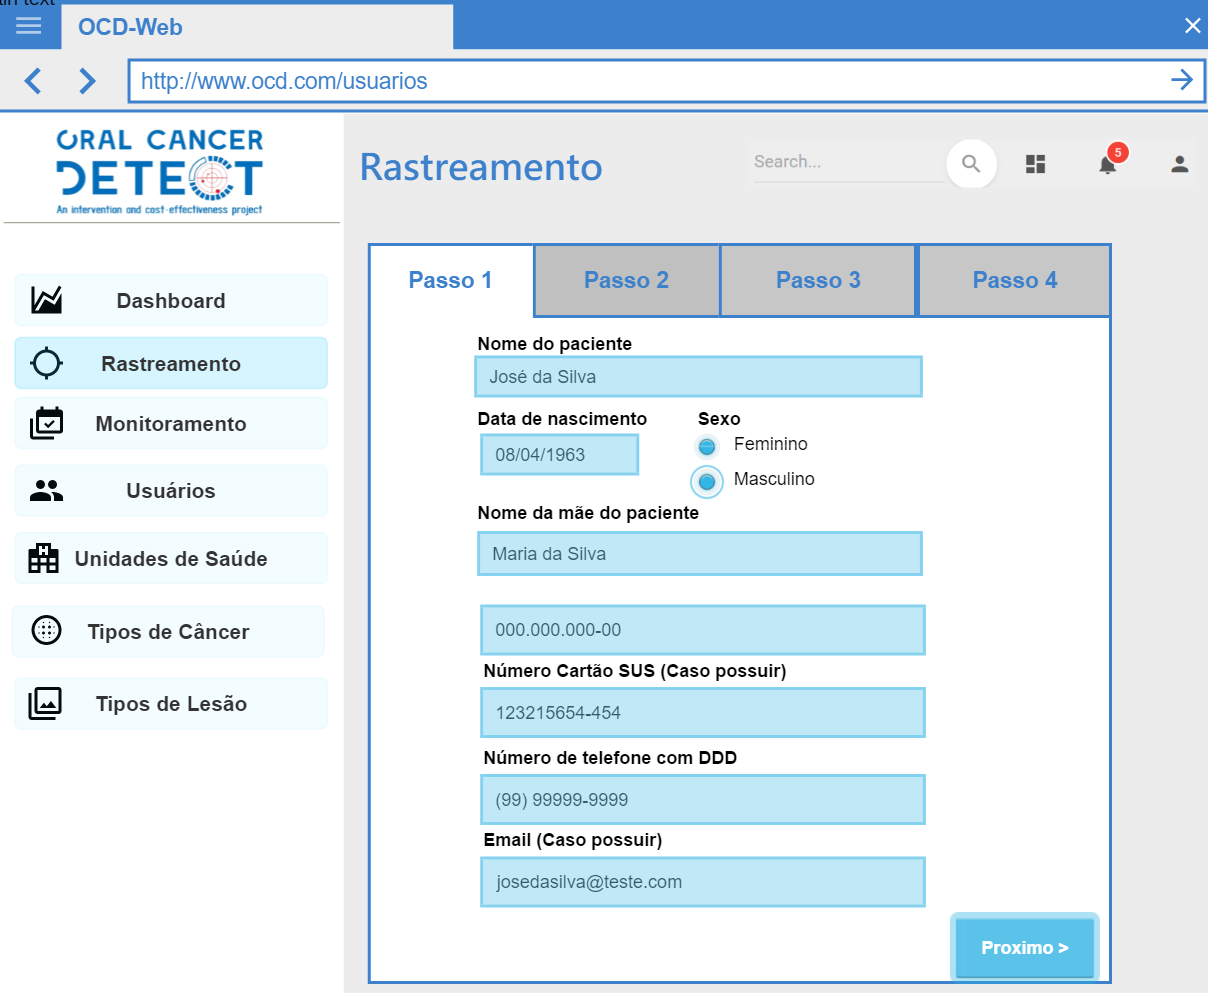 OCD-Web
http://www.ocd.com/usuarios
ORAL CANCER
DETECT
An intervention and cost-effectiveness project
Rastreamento
Search...
5
Dashboard
Rastreamento
Monitoramento
Usuários
Unidades de Saúde
Tipos de Câncer
Tipos de Lesão
Passo 1
Passo 2
Passo 3
Passo 4
Nome do paciente
José da Silva
Data de nascimento
Sexo
08/04/1963
Feminino
Masculino
Nome da mãe do paciente
Maria da Silva
000.000.000-00
Número Cartão SUS (Caso possuir)
123215654-454
Número de telefone com DDD
(99) 99999-9999
Email (Caso possuir)
josedasilva@teste.com
Proximo >